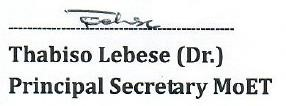 Thabiso Lebese (Dr.)
Principal Secretary MoET